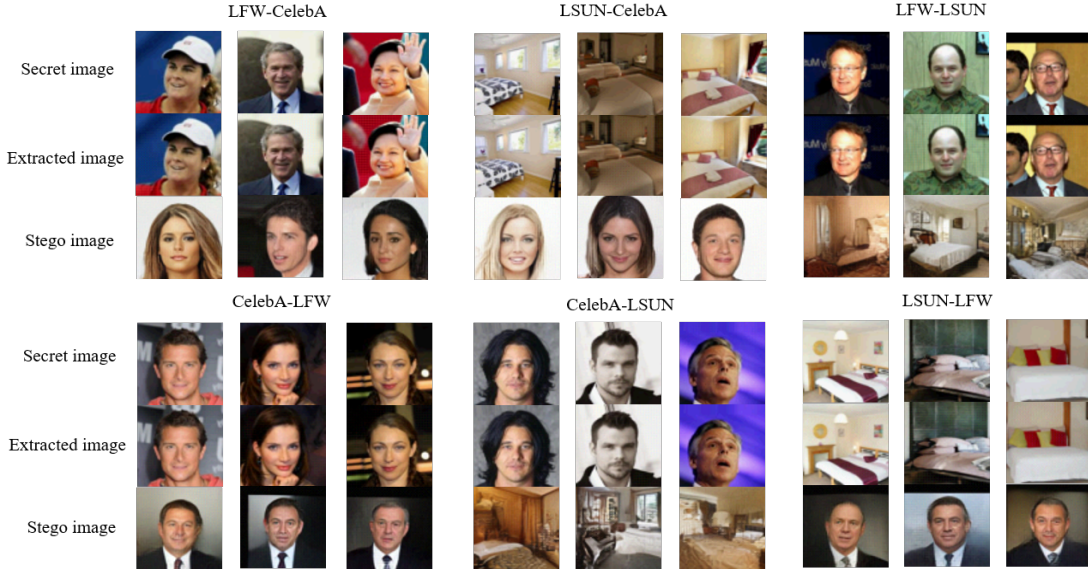 LFW-CelebA
LSUN-CelebA
LFW-LSUN
Secret image
Extracted image
Stego image
CelebA-LFW
CelebA-LSUN
LSUN-LFW
Secret image
Extracted image
Stego image